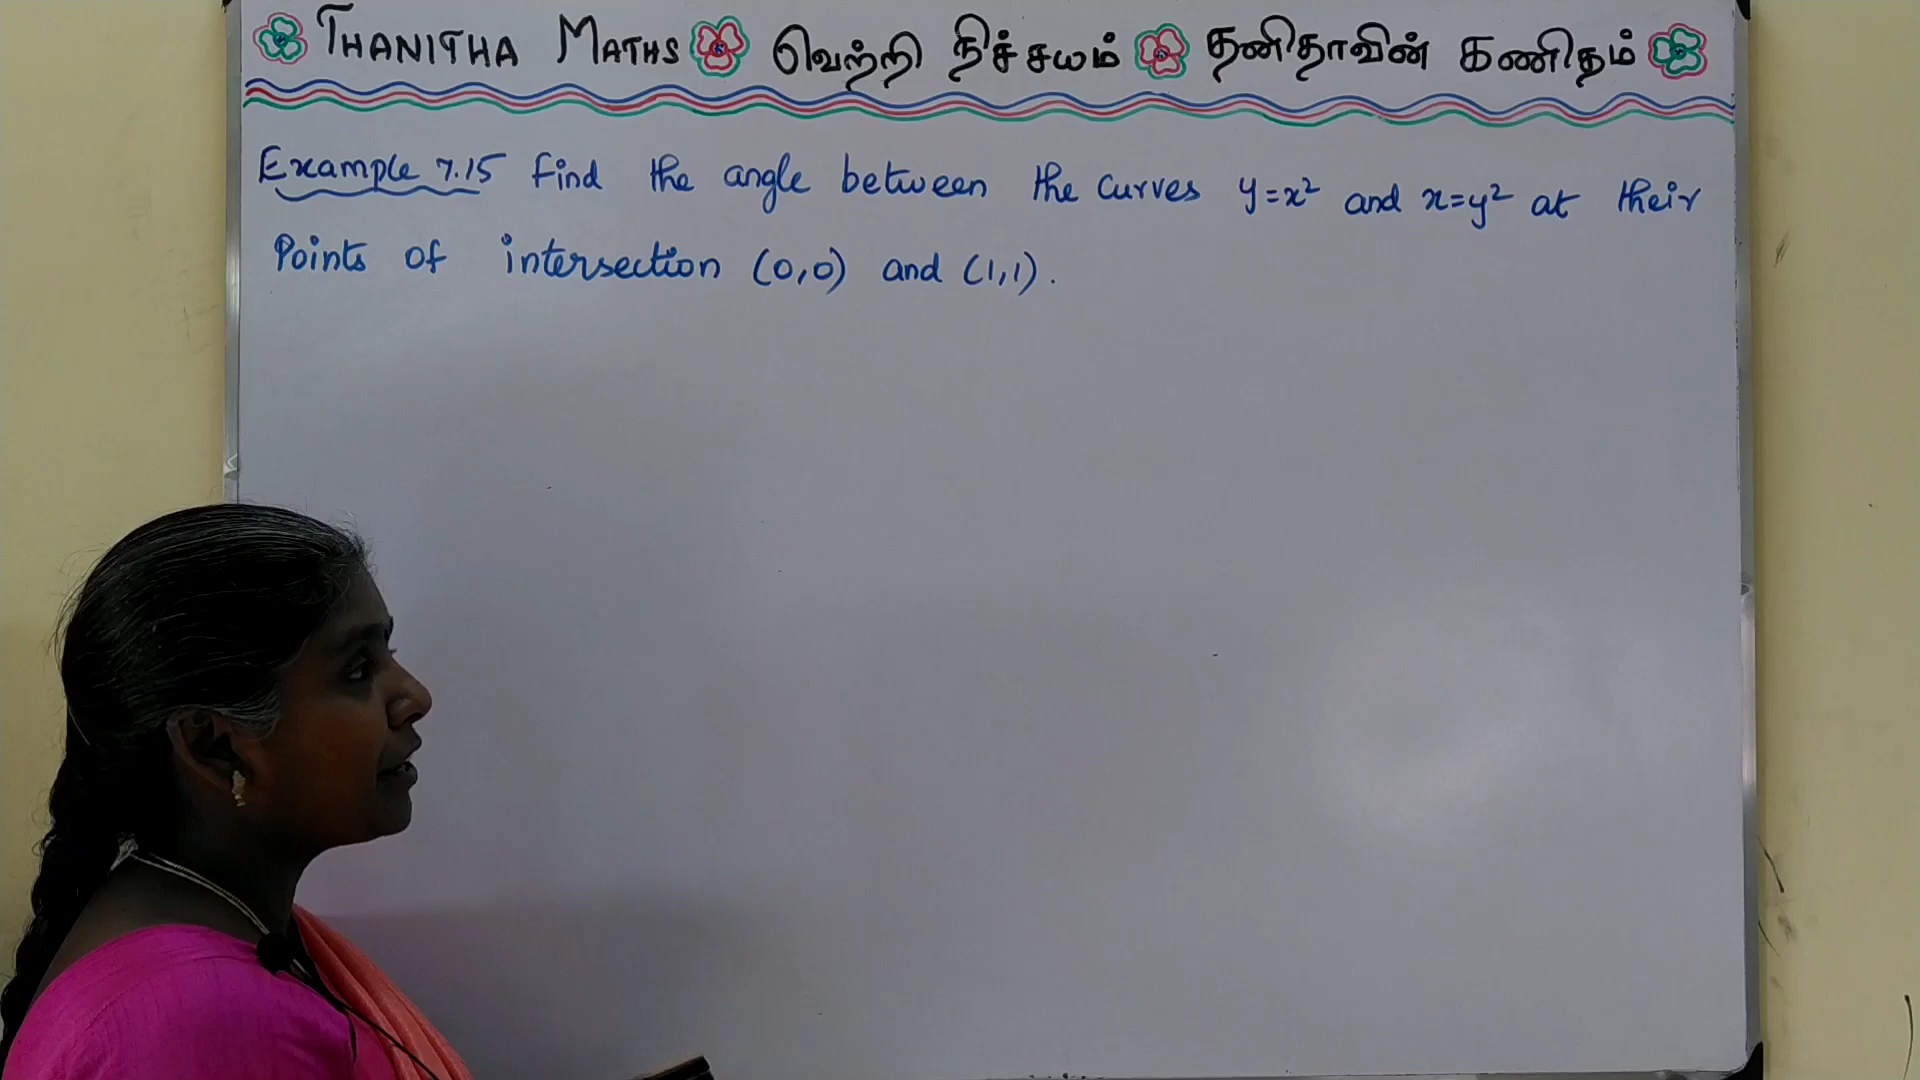 THANITHA MATHS வெற்றி நிச்சயம் தனிதாவின் கணிதம்
Example 7.15 Find the angle between the curves y=x² and x=y² at their
Points of intersection (0,0) and (1,1).